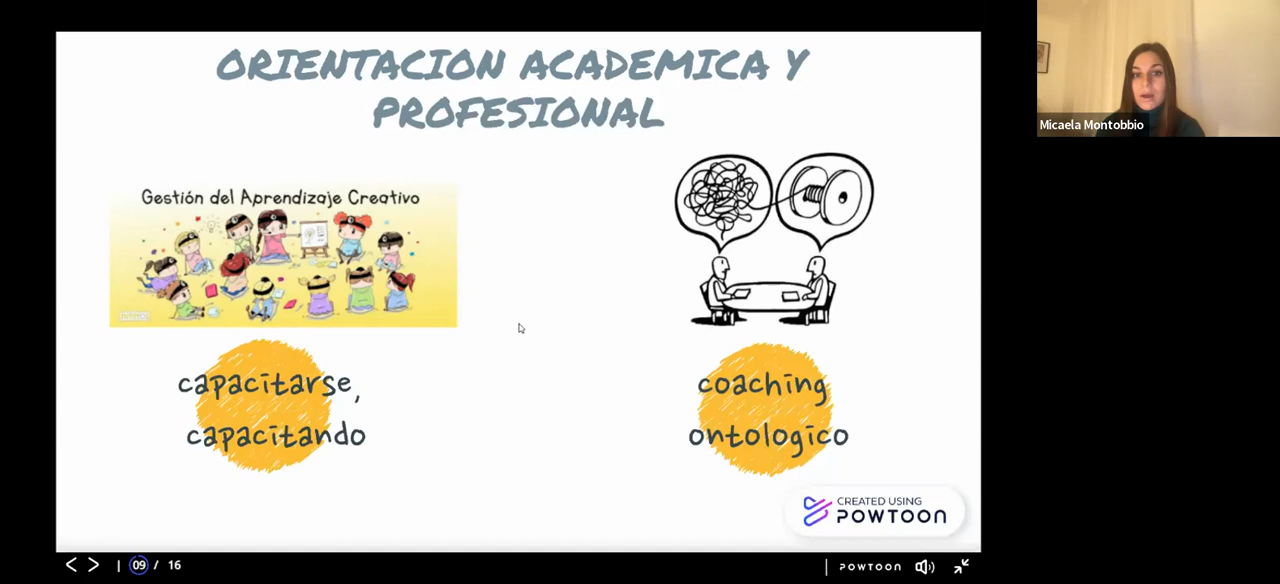 ORIENTACION ACADEMICA Y
PROFESIONAL
Micaela Montobbio
Gestión del Aprendizaje Creativo
capacitarse,
capacitando
coaching
ontologico
CREATED USING
POWTOON
09 / 16
POWTOON